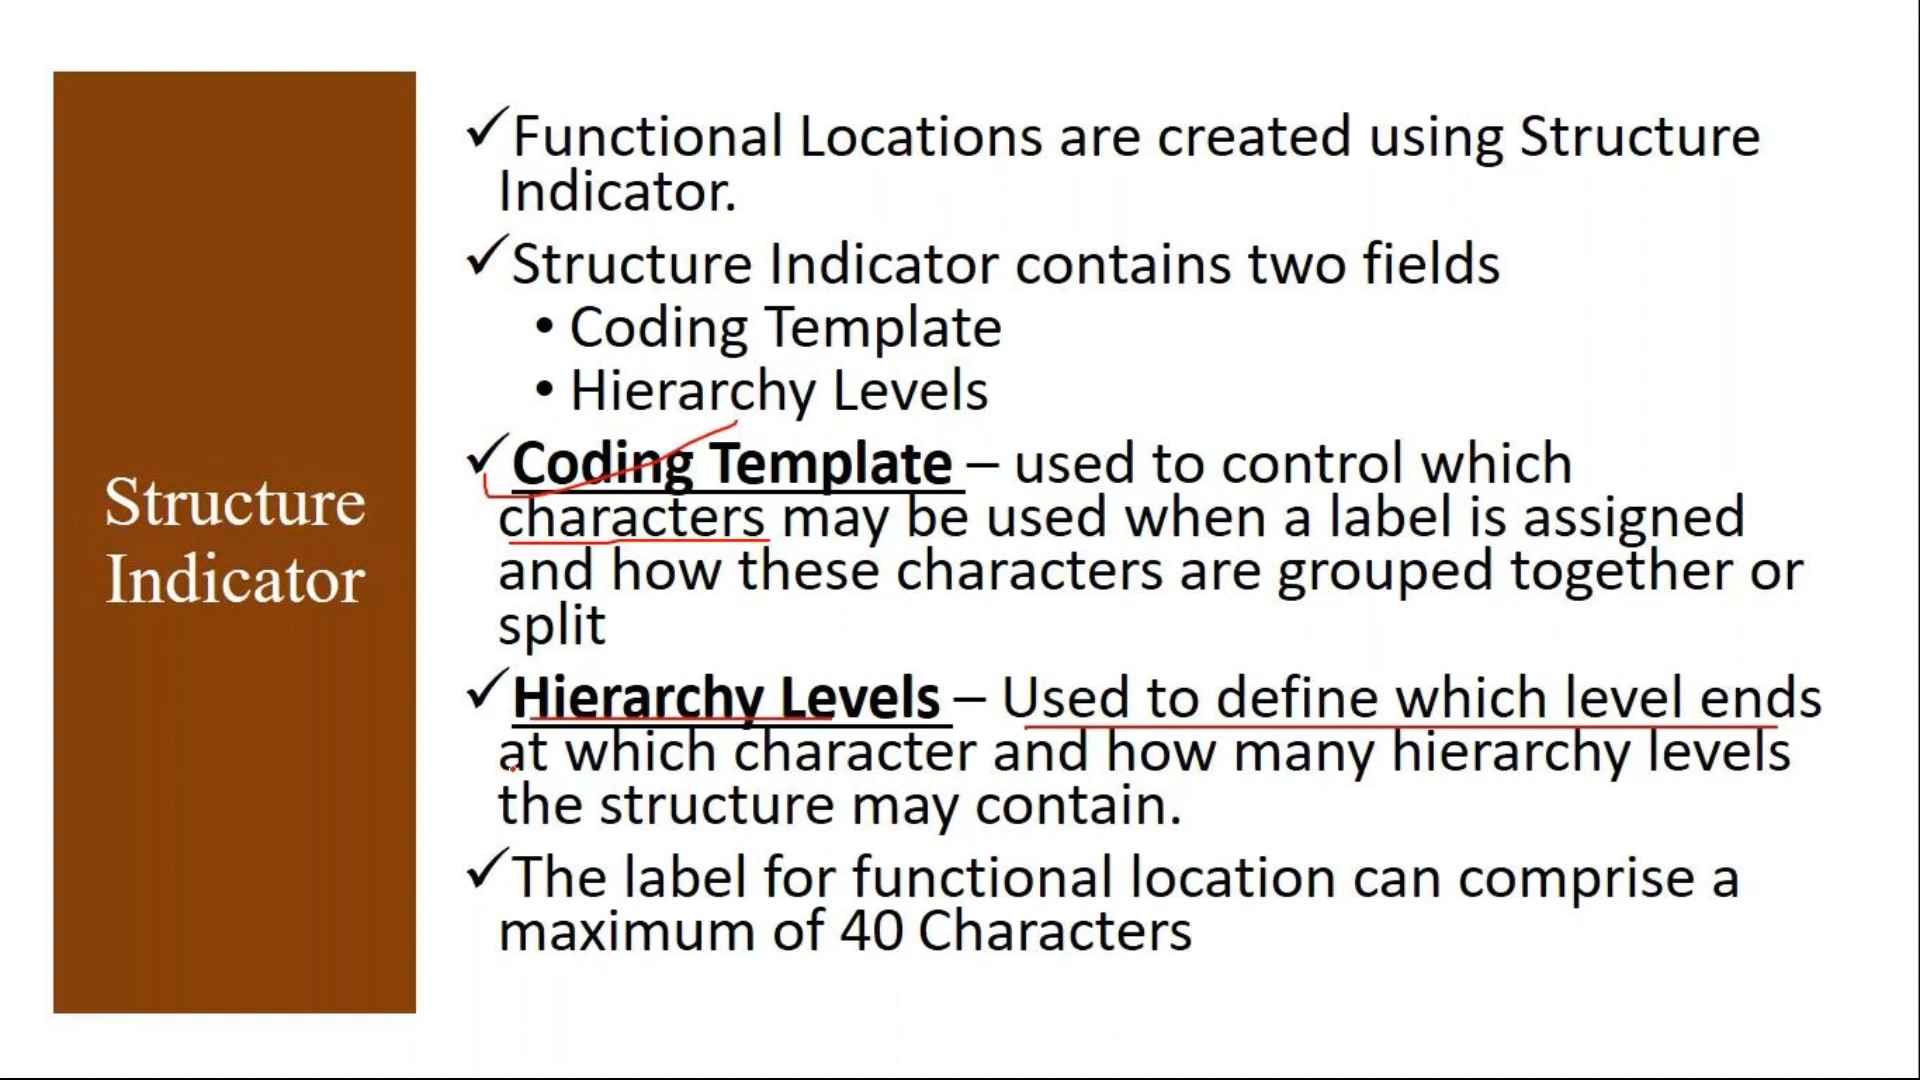 Structure
Indicator
✓Functional Locations are created using Structure
Indicator.
✓Structure Indicator contains two fields
• Coding Template
• Hierarchy Levels
✓Coding Template – used to control which
characters may be used when a label is assigned
and how these characters are grouped together or
split
✓Hierarchy Levels – Used to define which level ends
at which character and how many hierarchy levels
the structure may contain.
✓The label for functional location can comprise a
maximum of 40 Characters